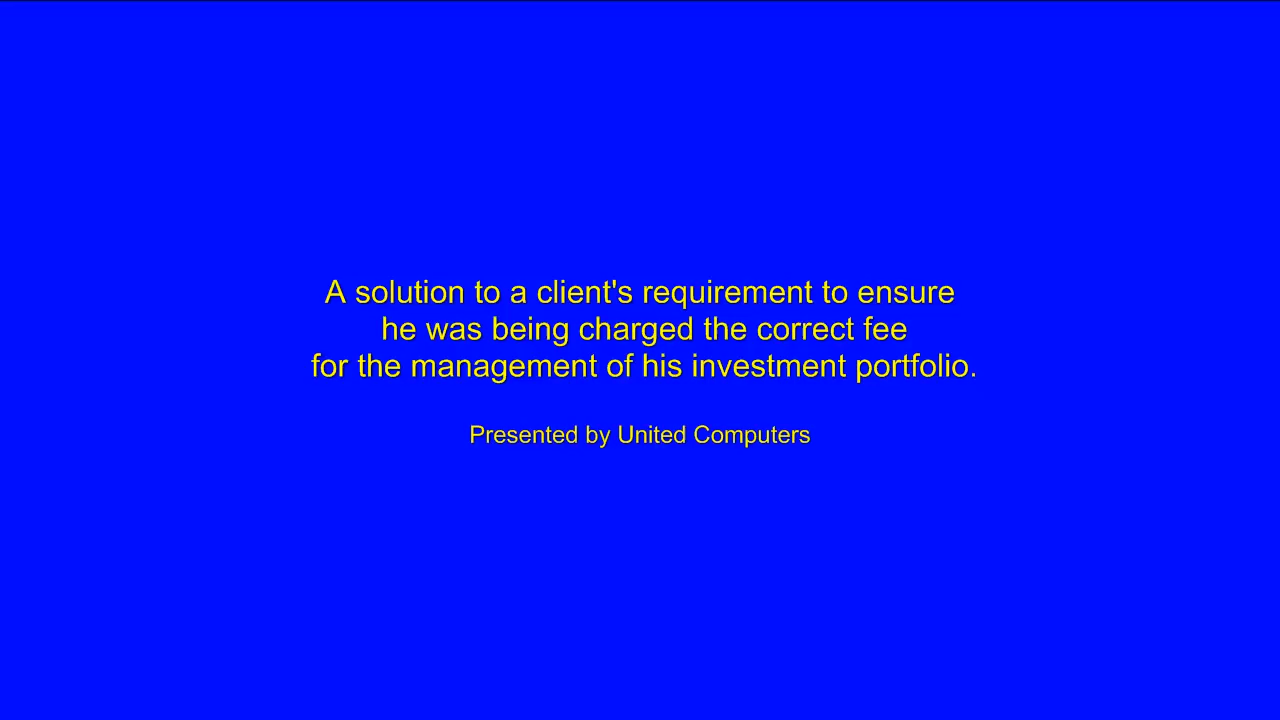 A solution to a client's requirement to ensure
he was being charged the correct fee
for the management of his investment portfolio.
Presented by United Computers